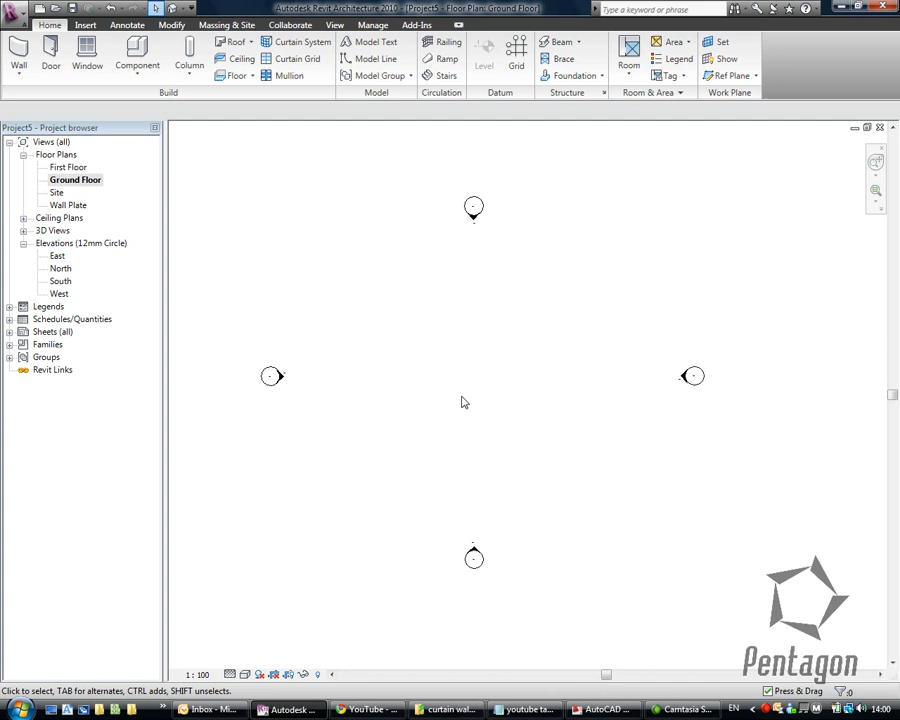 Autodesk Revit Architecture 2010 - [Project5 - Floor Plan: Ground Floor]
Type a keyword or phrase
Home Insert Annotate Modify Massing & Site Collaborate View Manage Add-Ins
Wall Door Window Component Column
Roof Curtain System
Ceiling Curtain Grid
Floor Mullion
Build
Model Text
Model Line
Model Group
Model
Railing
Ramp
Stairs
Circulation
Level Grid
Datum
Beam
Brace
Foundation
Structure
Room
Area
Legend
Tag
Room & Area
Set
Show
Ref Plane
Work Plane
Project5 - Project browser
Views (all)
Floor Plans
First Floor
Ground Floor
Site
Wall Plate
Ceiling Plans
3D Views
Elevations (12mm Circle)
East
North
South
West
Legends
Schedules/Quantities
Sheets (all)
Families
Groups
Revit Links
Pentagon
1 : 100
Click to select, TAB for alternates, CTRL adds, SHIFT unselects.
Press & Drag
:0
Inbox - Mi... Autodesk ... YouTube - ... curtain wal... youtube ta... AutoCAD ... Camtasia S... EN 14:00